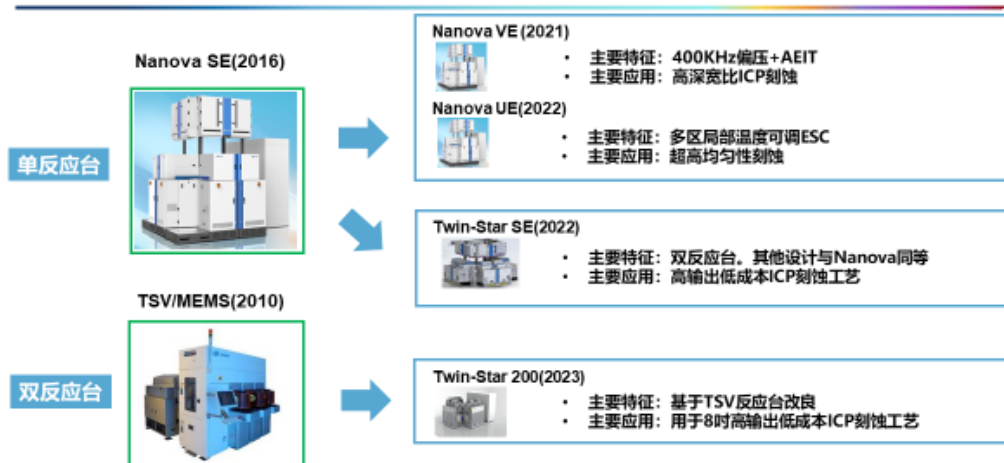 Nanova SE(2016)
单反应台
TSV/MEMS(2010)
双反应台
Nanova VE(2021)
• 主要特征：400KHz偏压+AEIT
• 主要应用：高深宽比ICP刻蚀
Nanova UE(2022)
• 主要特征：多区局部温度可调ESC
• 主要应用：超高均匀性刻蚀
Twin-Star SE(2022)
• 主要特征：双反应台。其他设计与Nanova同等
• 主要应用：高输出低成本ICP刻蚀工艺
Twin-Star 200(2023)
• 主要特征：基于TSV反应台改良
• 主要应用：用于8吋高输出低成本ICP刻蚀工艺